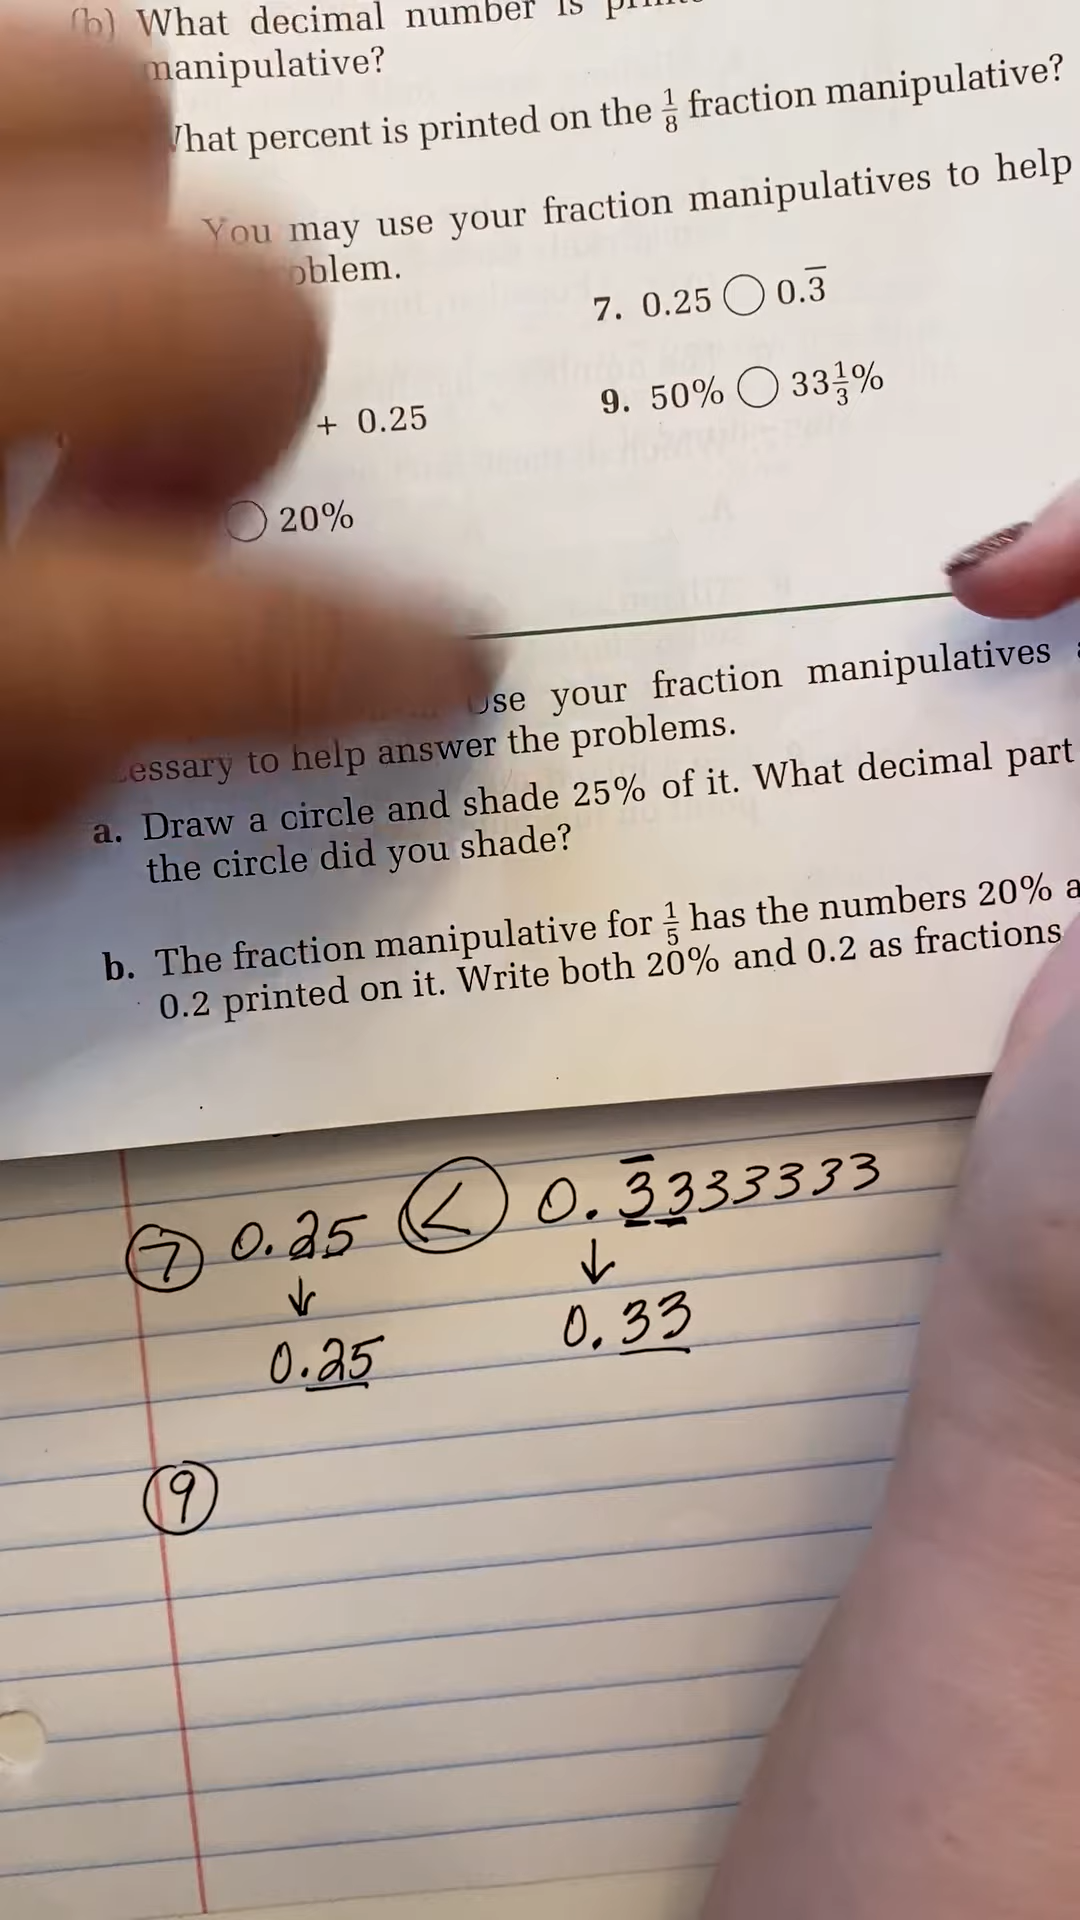 (b) What decimal number is
manipulative?
What percent is printed on the 1/8 fraction manipulative?
You may use your fraction manipulatives to help
problem.
7. 0.25 ◯ 0.3̅
+ 0.25
9. 50% ◯ 33⅓%
◯ 20%
Use your fraction manipulatives
to help answer the problems.
a. Draw a circle and shade 25% of it. What decimal part
the circle did you shade?
b. The fraction manipulative for 1/5 has the numbers 20%
0.2 printed on it. Write both 20% and 0.2 as fractions
⑦ 0.25 < 0.3̅333333
↓ ↓
0.25 0.33
⑨